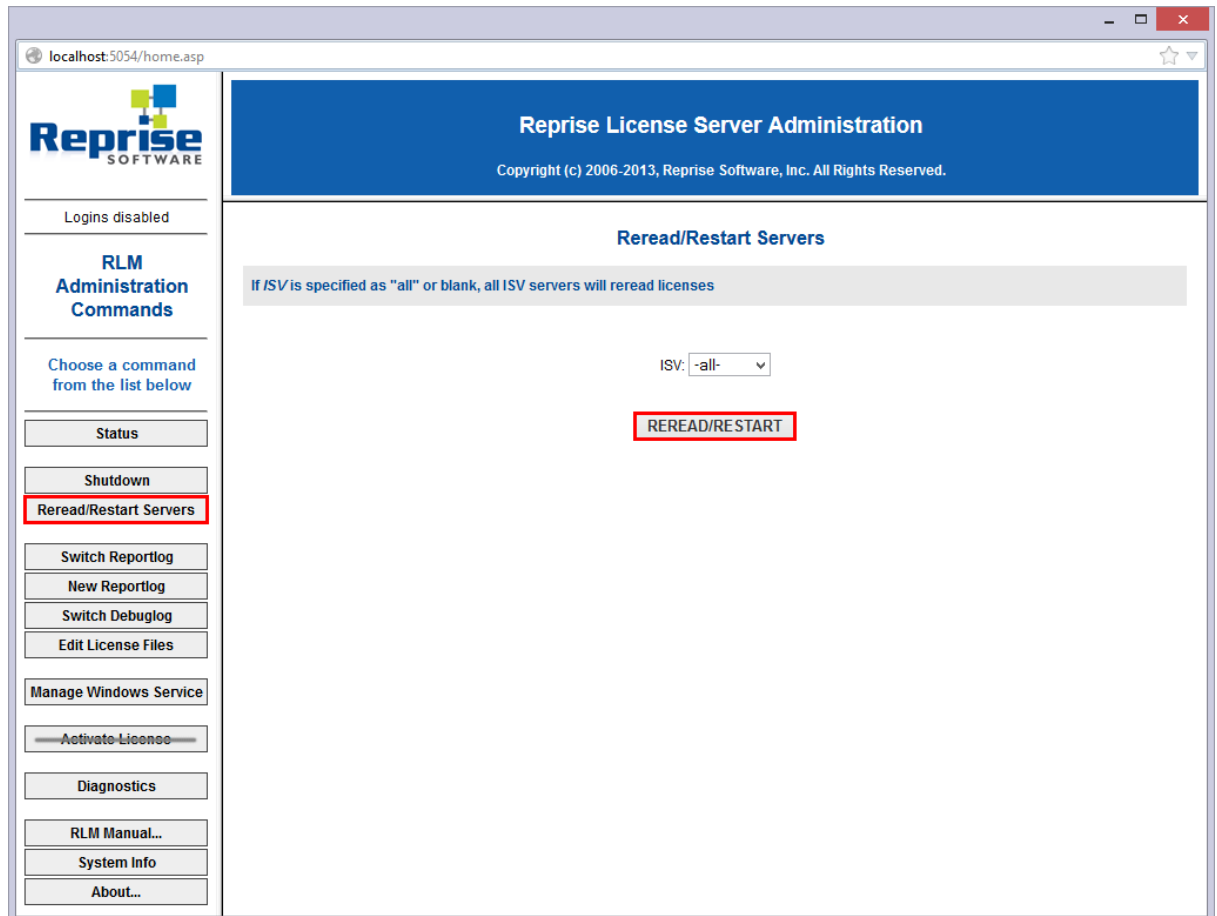 localhost:5054/home.asp
Reprise
SOFTWARE
Reprise License Server Administration
Copyright (c) 2006-2013, Reprise Software, Inc. All Rights Reserved.
Logins disabled
RLM
Administration
Commands
Choose a command
from the list below
Status
Shutdown
Reread/Restart Servers
Switch Reportlog
New Reportlog
Switch Debuglog
Edit License Files
Manage Windows Service
Activate License
Diagnostics
RLM Manual...
System Info
About...
Reread/Restart Servers
If ISV is specified as "all" or blank, all ISV servers will reread licenses
ISV: -all-
REREAD/RESTART